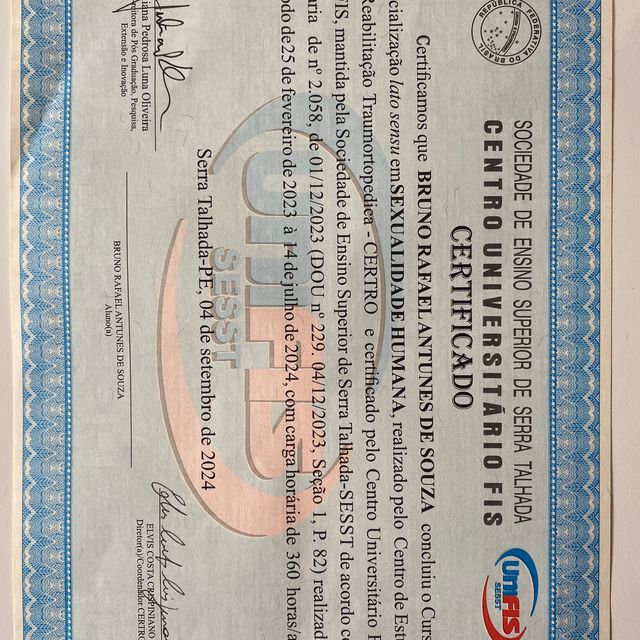 REPÚBLICA FEDERATIVA DO BRASIL
SOCIEDADE DE ENSINO SUPERIOR DE SERRA TALHADA
CENTRO UNIVERSITÁRIO FIS
UniFIS
SESST
CERTIFICADO
Certificamos que BRUNO RAFAEL ANTUNES DE SOUZA concluiu o Curs
cialização lato sensu em SEXUALIDADE HUMANA, realizado pelo Centro de Est
Reabilitação Traumortopedica - CERTRO e certificado pelo Centro Universitário F
FIS, mantida pela Sociedade de Ensino Superior de Serra Talhada-SESST de acordo co
aria de nº 2.058, de 01/12/2023 (DOU nº 229. 04/12/2023, Seção 1, P. 82) realizad
odo de 25 de fevereiro de 2023 à 14 de julho de 2024, com carga horária de 360 horas/a
UniFIS
SESST
Serra Talhada-PE, 04 de setembro de 2024
iana Pedrosa Luna Oliveira
de Pós Graduação, Pesquisa,
Extensão e Inovação
ELVIS COSTA CRISPINIANO
Diretor(a)/Coordenador CERTRO
BRUNO RAFAEL ANTUNES DE SOUZA
Aluno(a)